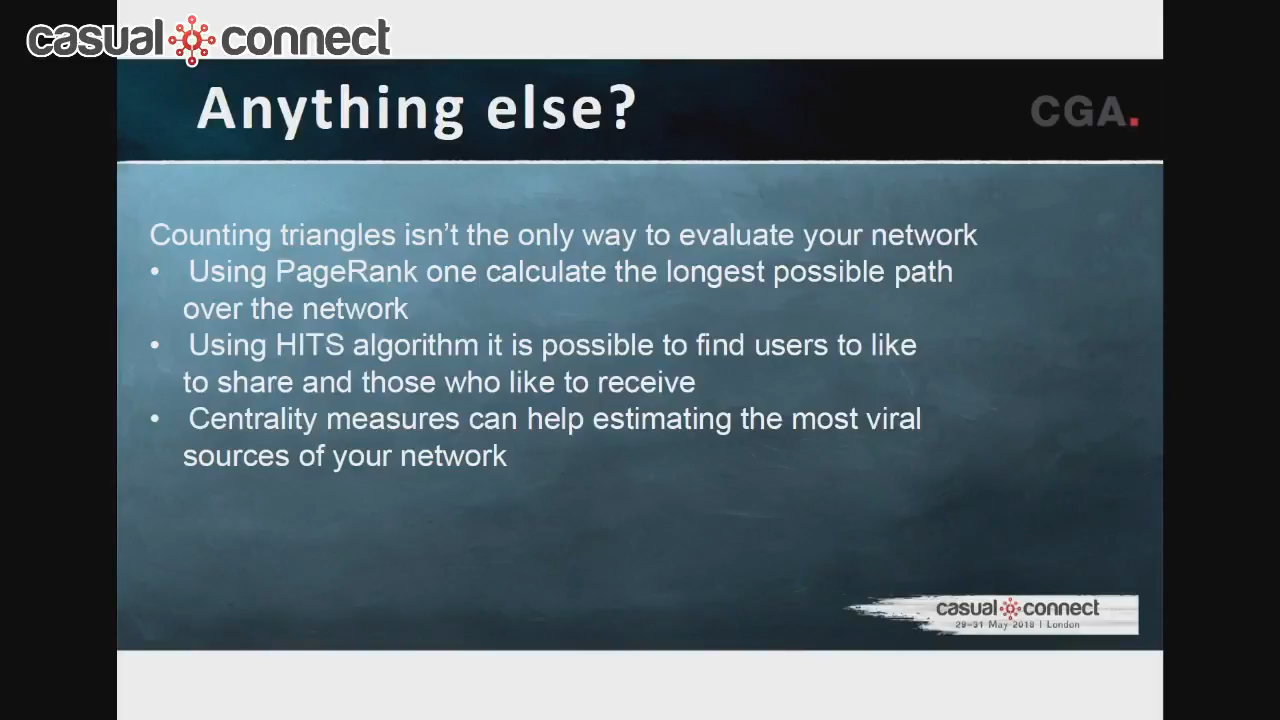 casual connect
Anything else?
CGA.
Counting triangles isn't the only way to evaluate your network
• Using PageRank one calculate the longest possible path
over the network
• Using HITS algorithm it is possible to find users to like
to share and those who like to receive
• Centrality measures can help estimating the most viral
sources of your network
casual connect
29-31 May 2018 | London